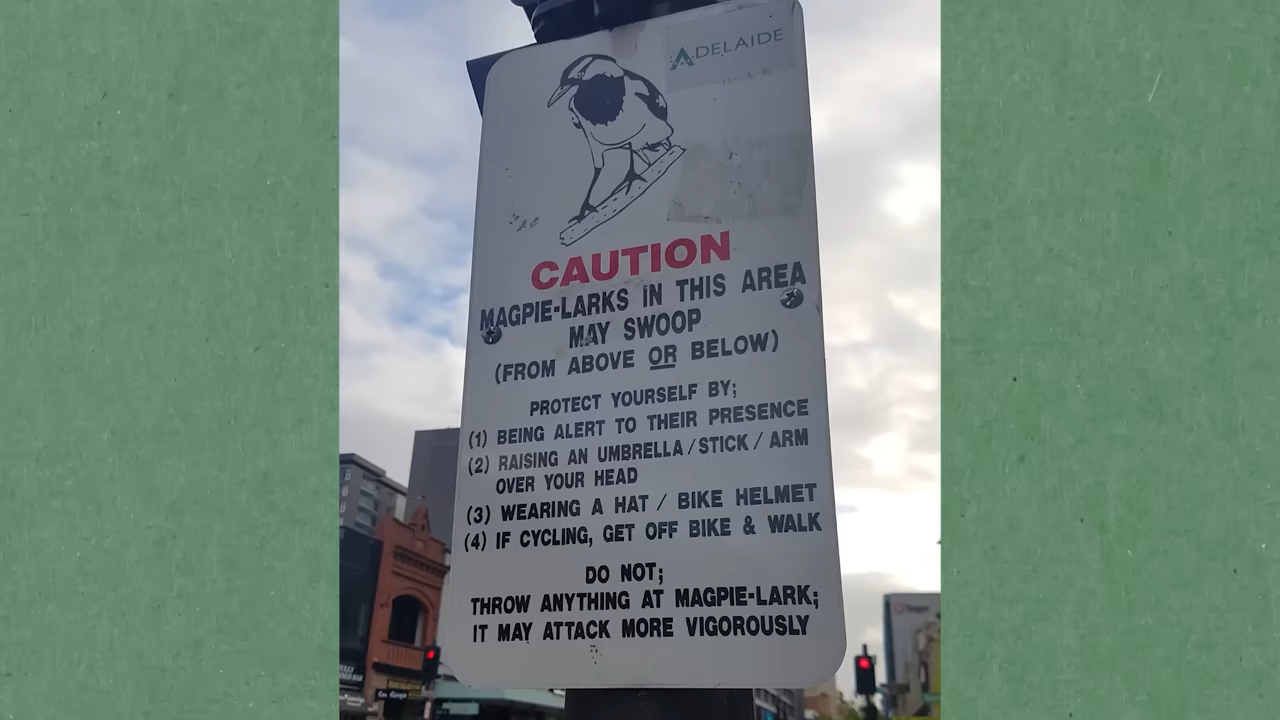 ADELAIDE
CAUTION
MAGPIE-LARKS IN THIS AREA
MAY SWOOP
(FROM ABOVE OR BELOW)
PROTECT YOURSELF BY;
(1) BEING ALERT TO THEIR PRESENCE
(2) RAISING AN UMBRELLA/STICK/ARM
OVER YOUR HEAD
(3) WEARING A HAT / BIKE HELMET
(4) IF CYCLING, GET OFF BIKE & WALK
DO NOT;
THROW ANYTHING AT MAGPIE-LARK;
IT MAY ATTACK MORE VIGOROUSLY